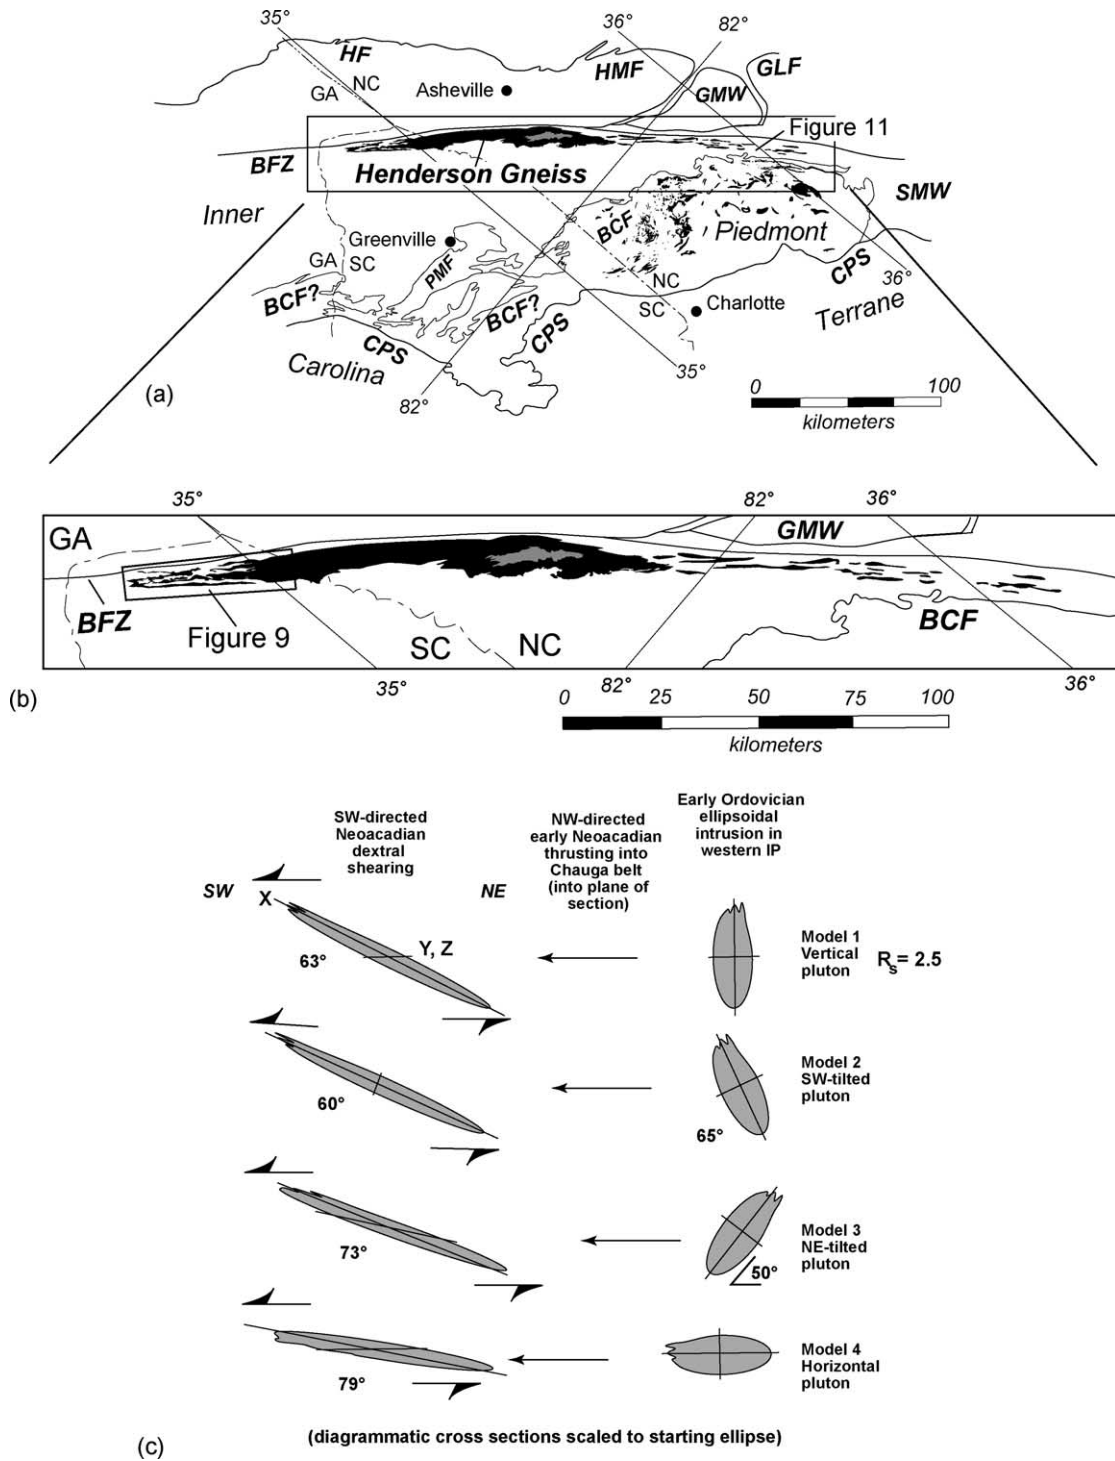 35°
36°
82°
HF
HMF
GLF
NC
GA
Asheville
GMW
Figure 11
BFZ
Henderson Gneiss
SMW
Inner
BCF
Piedmont
Greenville
GA
SC
PMF
NC
CPS
36°
BCF?
BCF?
SC
Charlotte
Terrane
CPS
CPS
Carolina
35°
82°
(a)
0 100
kilometers
35°
82°
36°
GA
GMW
BFZ
Figure 9
BCF
SC
NC
35°
82°
36°
(b)
0 25 50 75 100
kilometers
SW-directed
Neoacadian
dextral
shearing
NW-directed
early Neoacadian
thrusting into
Chauga belt
(into plane of
section)
Early Ordovician
ellipsoidal
intrusion in
western IP
SW
NE
X
Y, Z
63°
Model 1
Vertical
pluton
Rs = 2.5
60°
65°
Model 2
SW-tilted
pluton
73°
50°
Model 3
NE-tilted
pluton
79°
Model 4
Horizontal
pluton
(c)
(diagrammatic cross sections scaled to starting ellipse)